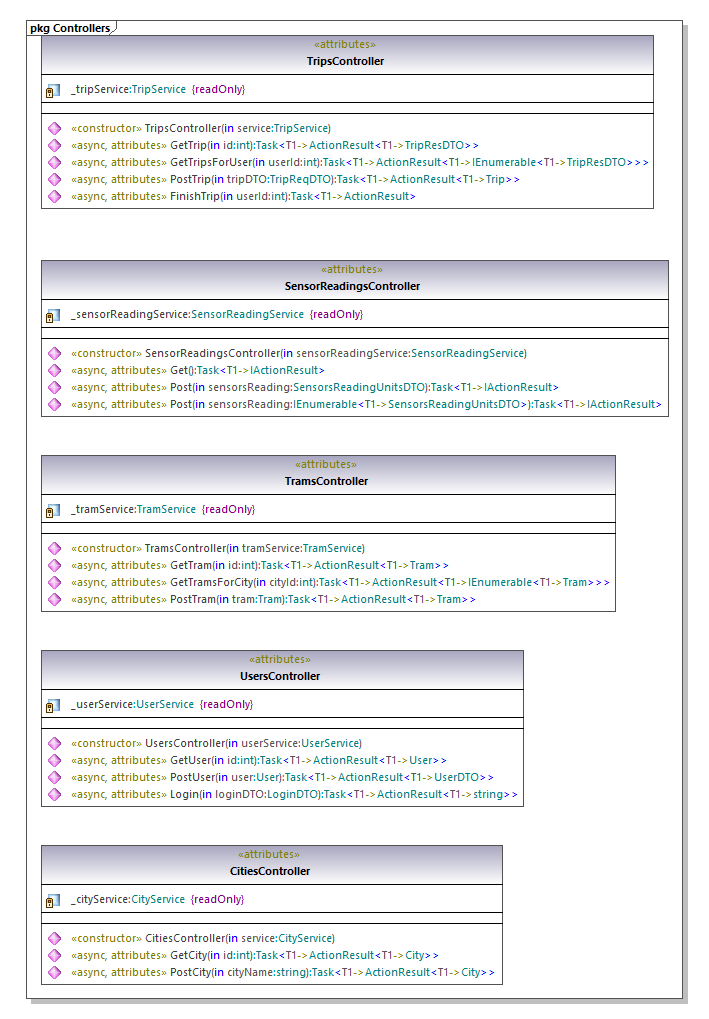 pkg Controllers
«attributes»
TripsController
_tripService:TripService {readOnly}
«constructor» TripsController(in service:TripService)
«async, attributes» GetTrip(in id:int):Task<T1->ActionResult<T1->TripResDTO>>
«async, attributes» GetTripsForUser(in userId:int):Task<T1->ActionResult<T1->IEnumerable<T1->TripResDTO>>>
«async, attributes» PostTrip(in tripDTO:TripReqDTO):Task<T1->ActionResult<T1->Trip>>
«async, attributes» FinishTrip(in userId:int):Task<T1->ActionResult>
«attributes»
SensorReadingsController
_sensorReadingService:SensorReadingService {readOnly}
«constructor» SensorReadingsController(in sensorReadingService:SensorReadingService)
«async, attributes» Get():Task<T1->IActionResult>
«async, attributes» Post(in sensorsReading:SensorsReadingUnitsDTO):Task<T1->IActionResult>
«async, attributes» Post(in sensorsReading:IEnumerable<T1->SensorsReadingUnitsDTO>):Task<T1->IActionResult>
«attributes»
TramsController
_tramService:TramService {readOnly}
«constructor» TramsController(in tramService:TramService)
«async, attributes» GetTram(in id:int):Task<T1->ActionResult<T1->Tram>>
«async, attributes» GetTramsForCity(in cityId:int):Task<T1->ActionResult<T1->IEnumerable<T1->Tram>>>
«async, attributes» PostTram(in tram:Tram):Task<T1->ActionResult<T1->Tram>>
«attributes»
UsersController
_userService:UserService {readOnly}
«constructor» UsersController(in userService:UserService)
«async, attributes» GetUser(in id:int):Task<T1->ActionResult<T1->User>>
«async, attributes» PostUser(in user:User):Task<T1->ActionResult<T1->UserDTO>>
«async, attributes» Login(in loginDTO:LoginDTO):Task<T1->ActionResult<T1->string>>
«attributes»
CitiesController
_cityService:CityService {readOnly}
«constructor» CitiesController(in service:CityService)
«async, attributes» GetCity(in id:int):Task<T1->ActionResult<T1->City>>
«async, attributes» PostCity(in cityName:string):Task<T1->ActionResult<T1->City>>